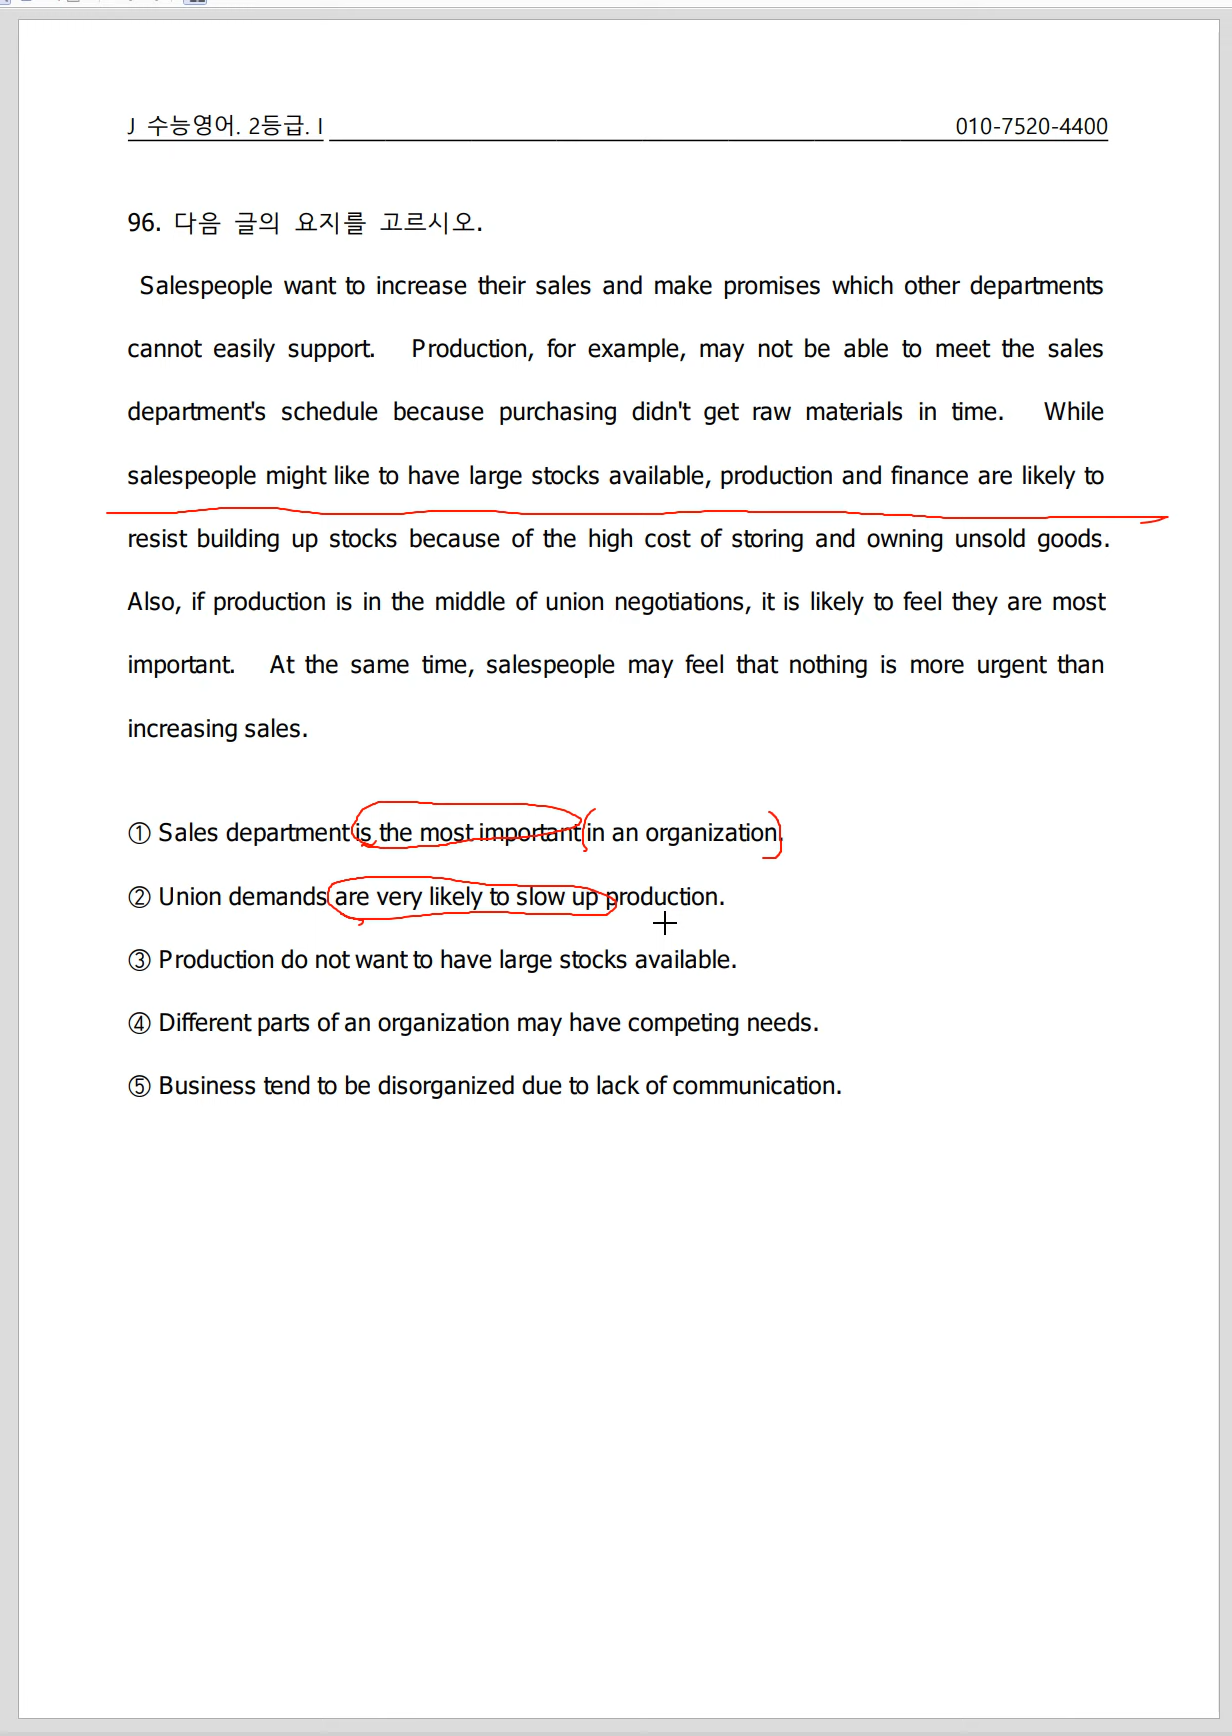 J 수능영어. 2등급. I 010-7520-4400
96. 다음 글의 요지를 고르시오.
Salespeople want to increase their sales and make promises which other departments
cannot easily support. Production, for example, may not be able to meet the sales
department's schedule because purchasing didn't get raw materials in time. While
salespeople might like to have large stocks available, production and finance are likely to
resist building up stocks because of the high cost of storing and owning unsold goods.
Also, if production is in the middle of union negotiations, it is likely to feel they are most
important. At the same time, salespeople may feel that nothing is more urgent than
increasing sales.
① Sales department is the most important in an organization.
② Union demands are very likely to slow up production.
③ Production do not want to have large stocks available.
④ Different parts of an organization may have competing needs.
⑤ Business tend to be disorganized due to lack of communication.